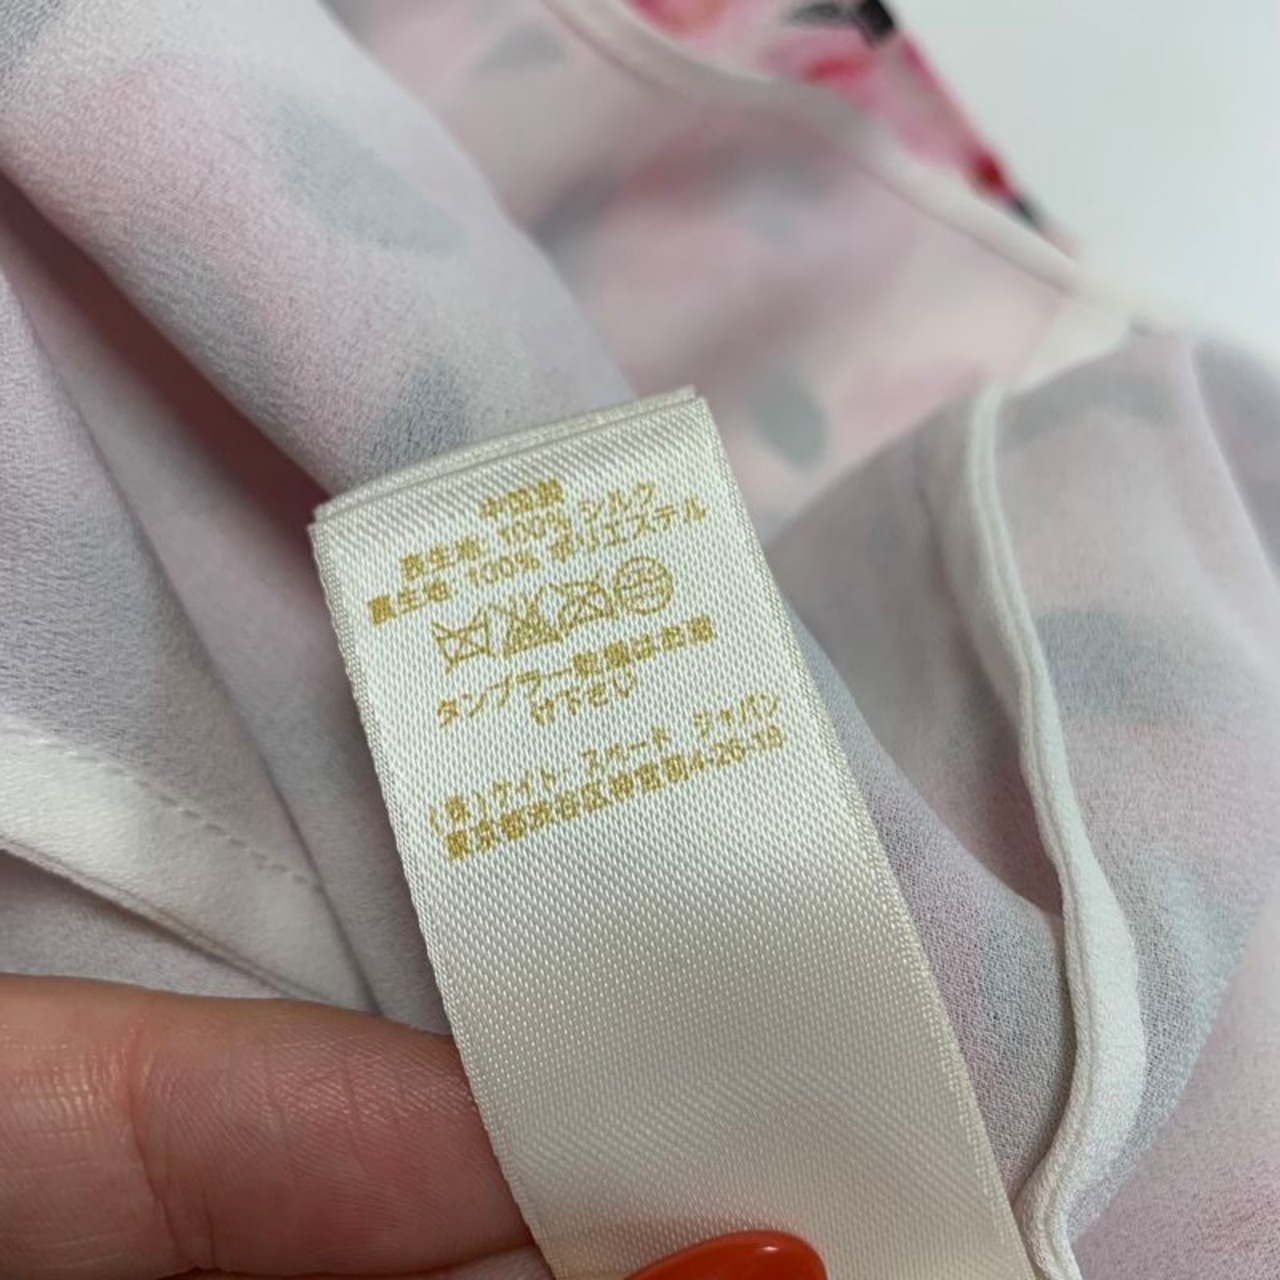 中国製
表生地 100% シルク
裏生地 100% ポリエステル
タンブラー乾燥はお避
け下さい
(株)ケイト・スペード ジャパン
東京都渋谷区神宮前4-26-18